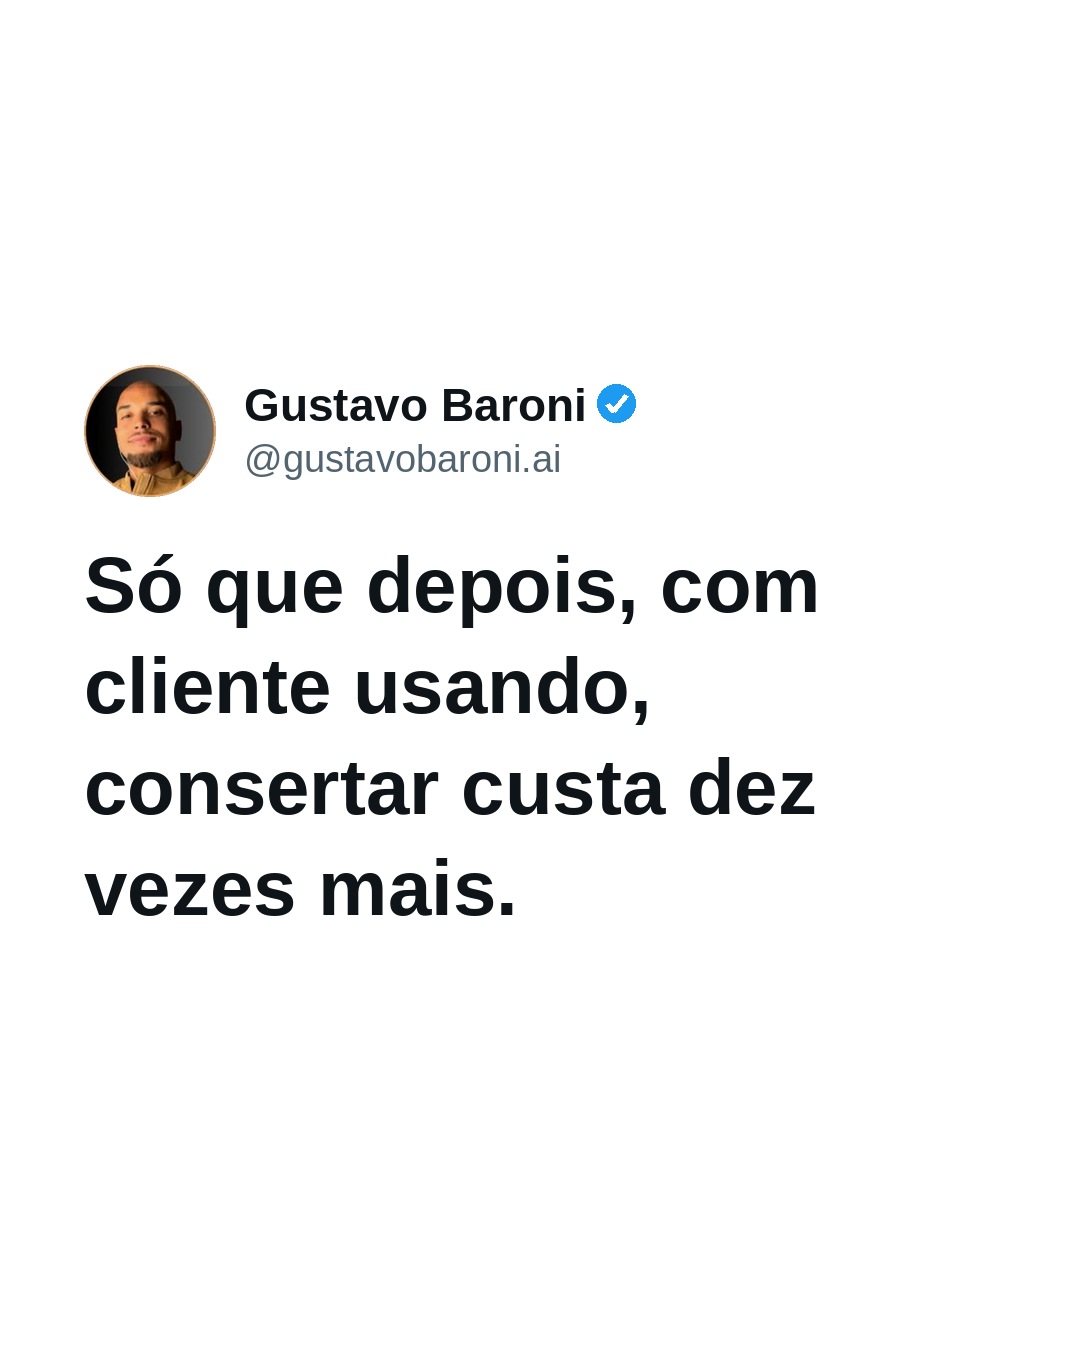 Gustavo Baroni
@gustavobaroni.ai
Só que depois, com
cliente usando,
consertar custa dez
vezes mais.